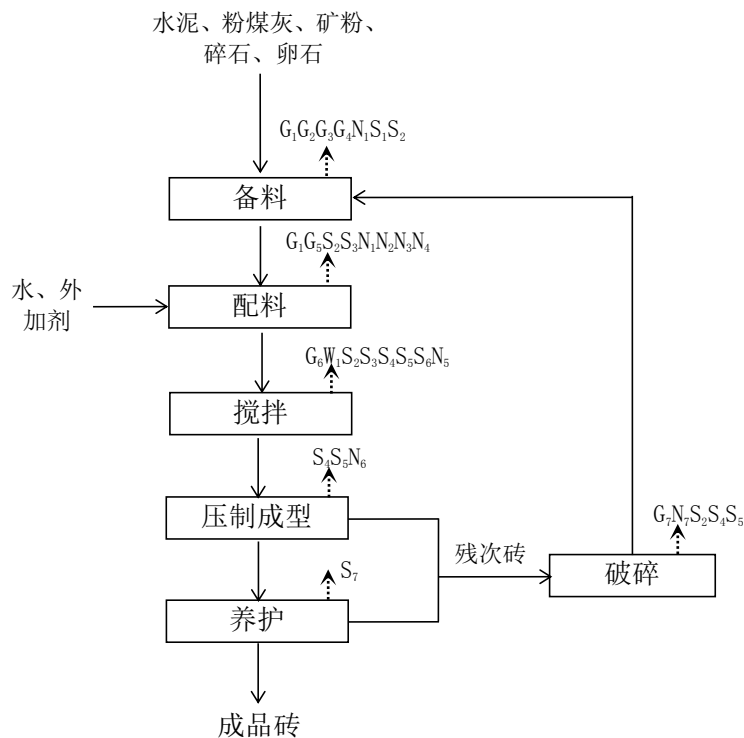 水泥、粉煤灰、矿粉、
碎石、卵石
G₁G₂G₃G₄N₁S₁S₂
备料
G₁G₅S₂S₃N₁N₂N₃N₄
水、外
加剂
配料
G₆W₁S₂S₃S₄S₅S₆N₅
搅拌
S₄S₅N₆
压制成型
G₇N₇S₂S₄S₅
残次砖
破碎
S₇
养护
成品砖